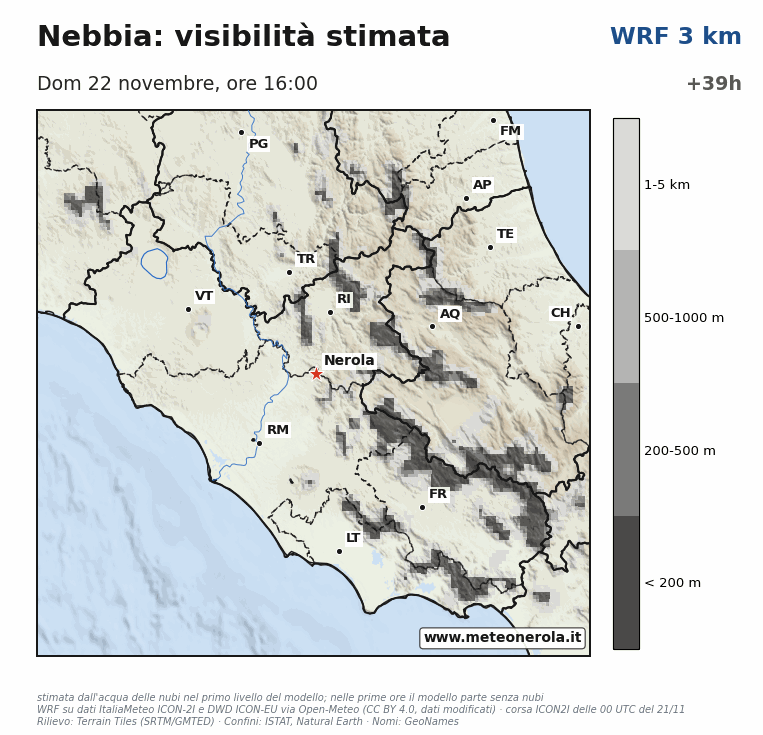 Nebbia: visibilità stimata
WRF 3 km
Dom 22 novembre, ore 16:00
+39h
FM
PG
1-5 km
AP
TE
TR
VT
RI
AQ
CH
500-1000 m
Nerola
RM
200-500 m
FR
LT
< 200 m
www.meteonerola.it
stimata dall'acqua delle nubi nel primo livello del modello; nelle prime ore il modello parte senza nubi
WRF su dati ItaliaMeteo ICON-2I e DWD ICON-EU via Open-Meteo (CC BY 4.0, dati modificati) · corsa ICON2I delle 00 UTC del 21/11
Rilievo: Terrain Tiles (SRTM/GMTED) · Confini: ISTAT, Natural Earth · Nomi: GeoNames